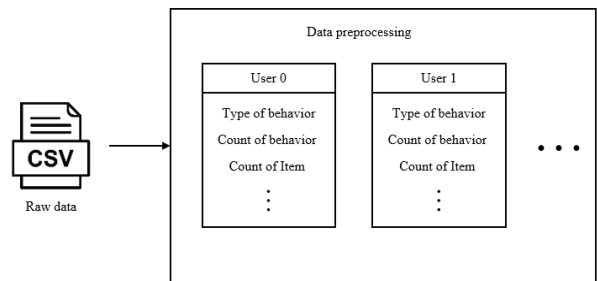 Data preprocessing
User 0
Type of behavior
Count of behavior
Count of Item
User 1
Type of behavior
Count of behavior
Count of Item
CSV
Raw data